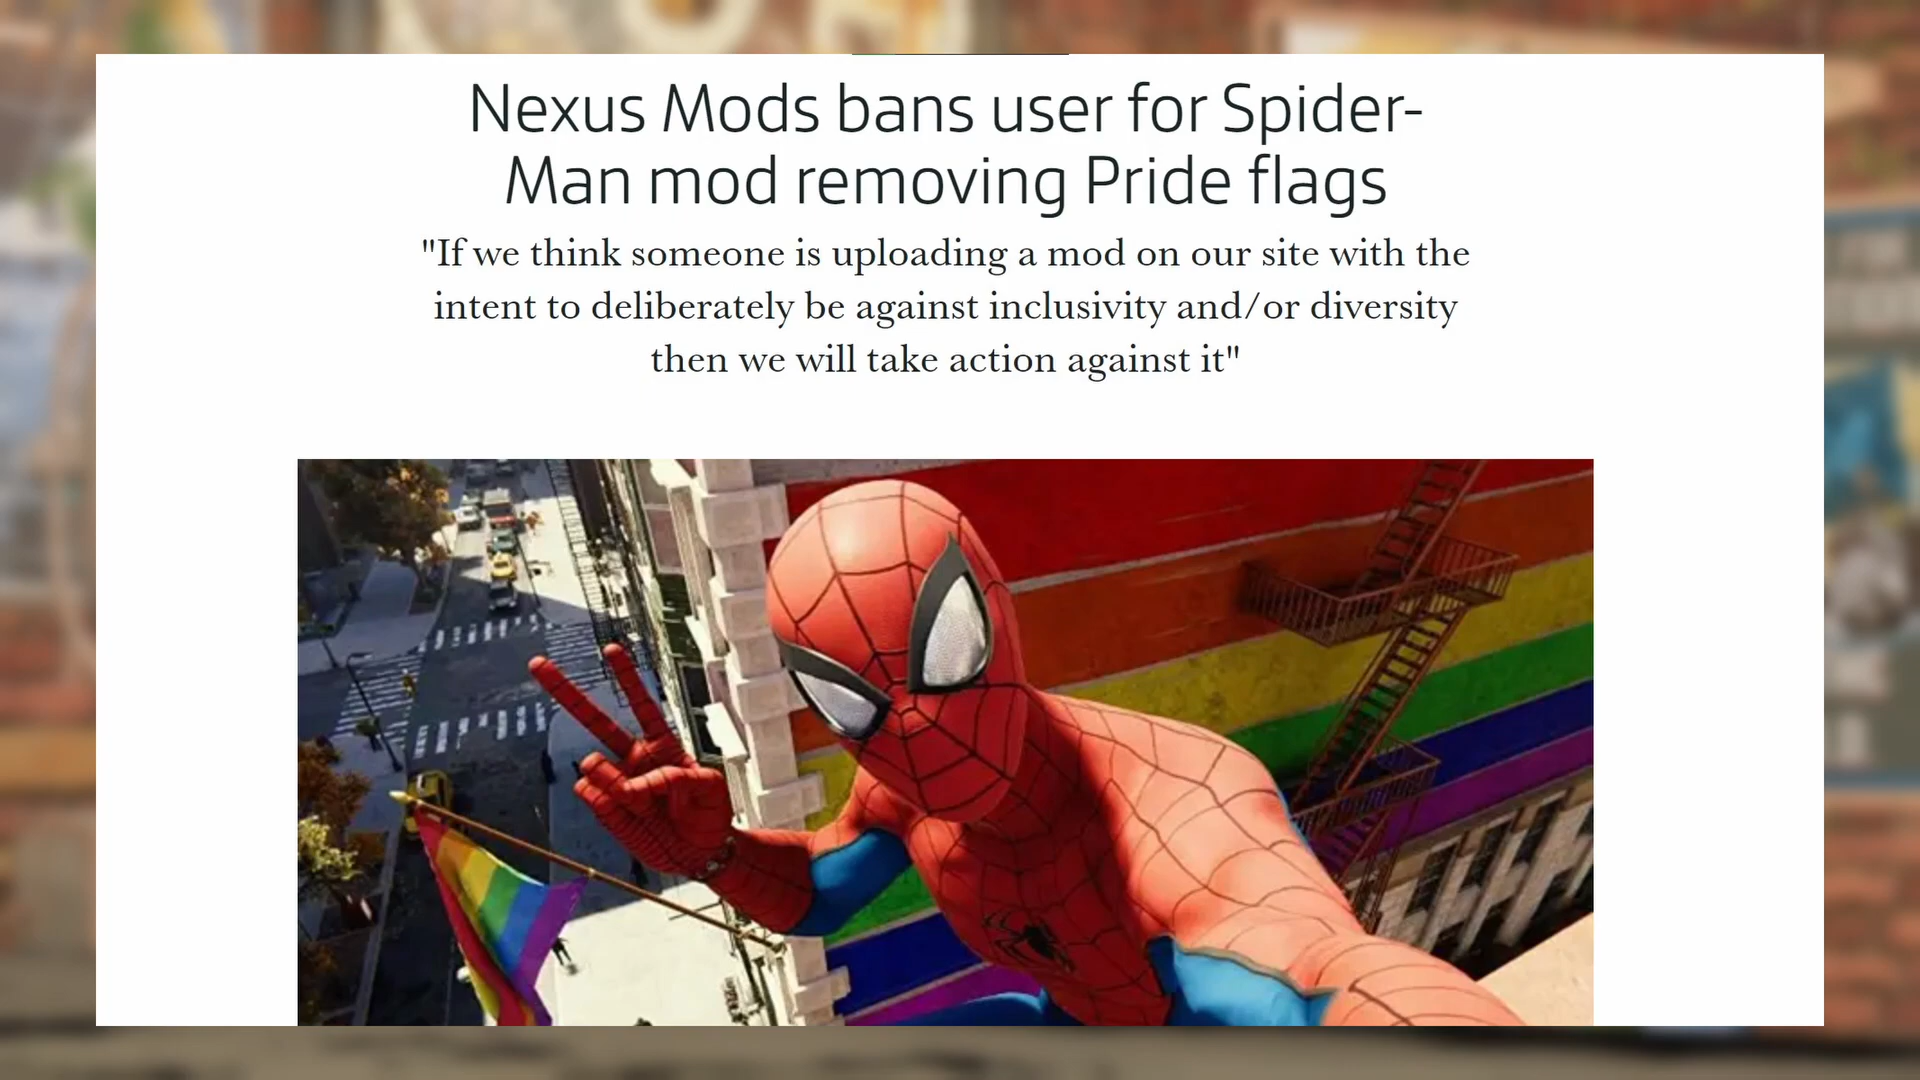 Nexus Mods bans user for Spider-
Man mod removing Pride flags
"If we think someone is uploading a mod on our site with the
intent to deliberately be against inclusivity and/or diversity
then we will take action against it"